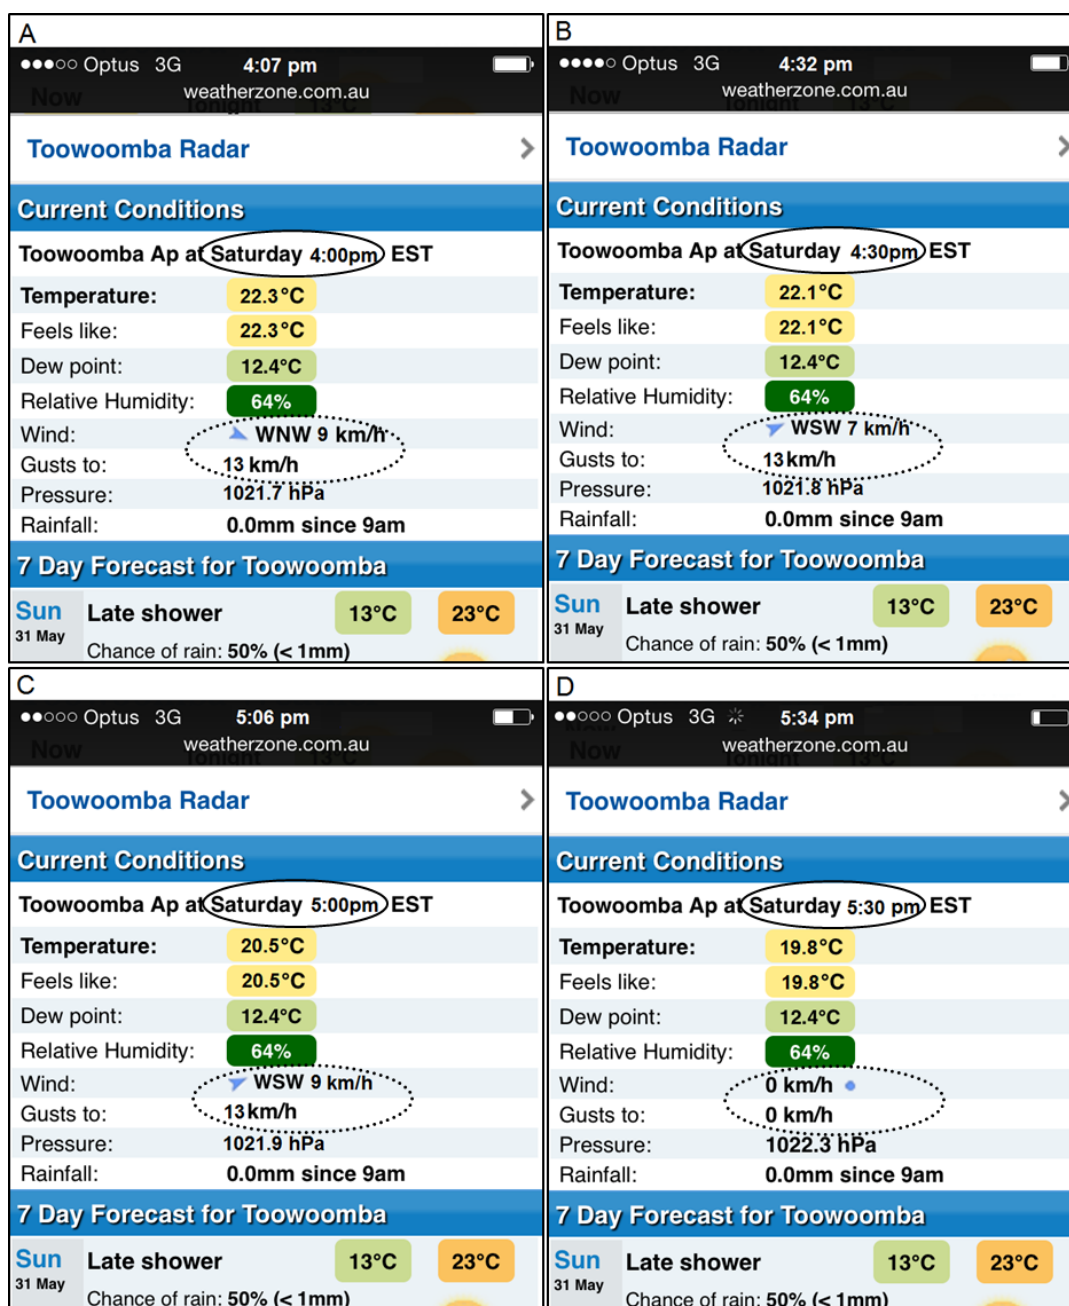 A
Optus 3G 4:07 pm
weatherzone.com.au
Now Tonight 13°C
Toowoomba Radar
Current Conditions
Toowoomba Ap at Saturday 4:00pm EST
Temperature: 22.3°C
Feels like: 22.3°C
Dew point: 12.4°C
Relative Humidity: 64%
Wind: WNW 9 km/h
Gusts to: 13 km/h
Pressure: 1021.7 hPa
Rainfall: 0.0mm since 9am
7 Day Forecast for Toowoomba
Sun Late shower 13°C 23°C
31 May
Chance of rain: 50% (< 1mm)
B
Optus 3G 4:32 pm
weatherzone.com.au
Now Tonight 13°C
Toowoomba Radar
Current Conditions
Toowoomba Ap at Saturday 4:30pm EST
Temperature: 22.1°C
Feels like: 22.1°C
Dew point: 12.4°C
Relative Humidity: 64%
Wind: WSW 7 km/h
Gusts to: 13 km/h
Pressure: 1021.8 hPa
Rainfall: 0.0mm since 9am
7 Day Forecast for Toowoomba
Sun Late shower 13°C 23°C
31 May
Chance of rain: 50% (< 1mm)
C
Optus 3G 5:06 pm
weatherzone.com.au
Now Tonight 13°C
Toowoomba Radar
Current Conditions
Toowoomba Ap at Saturday 5:00pm EST
Temperature: 20.5°C
Feels like: 20.5°C
Dew point: 12.4°C
Relative Humidity: 64%
Wind: WSW 9 km/h
Gusts to: 13 km/h
Pressure: 1021.9 hPa
Rainfall: 0.0mm since 9am
7 Day Forecast for Toowoomba
Sun Late shower 13°C 23°C
31 May
Chance of rain: 50% (< 1mm)
D
Optus 3G 5:34 pm
weatherzone.com.au
Now Tonight 13°C
Toowoomba Radar
Current Conditions
Toowoomba Ap at Saturday 5:30 pm EST
Temperature: 19.8°C
Feels like: 19.8°C
Dew point: 12.4°C
Relative Humidity: 64%
Wind: 0 km/h
Gusts to: 0 km/h
Pressure: 1022.3 hPa
Rainfall: 0.0mm since 9am
7 Day Forecast for Toowoomba
Sun Late shower 13°C 23°C
31 May
Chance of rain: 50% (< 1mm)